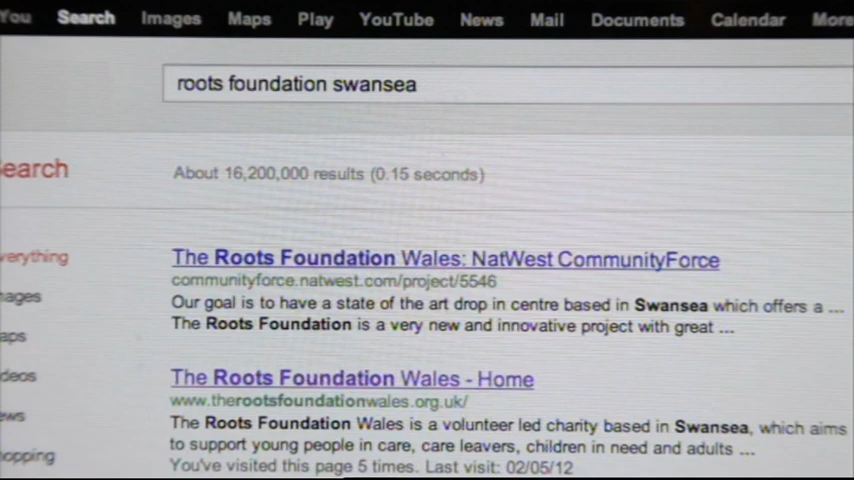 You Search Images Maps Play YouTube News Mail Documents Calendar More
roots foundation swansea
earch
About 16,200,000 results (0.15 seconds)
verything
The Roots Foundation Wales: NatWest CommunityForce
communityforce.natwest.com/project/5546
mages
Our goal is to have a state of the art drop in centre based in Swansea which offers a ...
The Roots Foundation is a very new and innovative project with great ...
aps
deos
The Roots Foundation Wales - Home
www.therootsfoundationwales.org.uk/
ews
The Roots Foundation Wales is a volunteer led charity based in Swansea, which aims
to support young people in care, care leavers, children in need and adults ...
hopping
You've visited this page 5 times. Last visit: 02/05/12